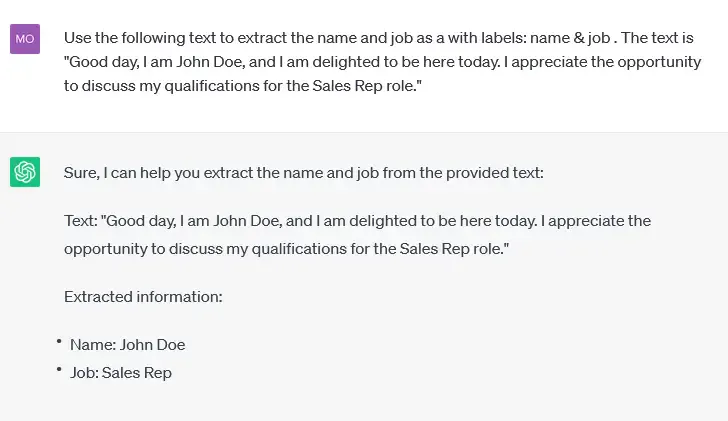 MO
Use the following text to extract the name and job as a with labels: name & job . The text is
"Good day, I am John Doe, and I am delighted to be here today. I appreciate the opportunity
to discuss my qualifications for the Sales Rep role."
Sure, I can help you extract the name and job from the provided text:
Text: "Good day, I am John Doe, and I am delighted to be here today. I appreciate the
opportunity to discuss my qualifications for the Sales Rep role."
Extracted information:
• Name: John Doe
• Job: Sales Rep